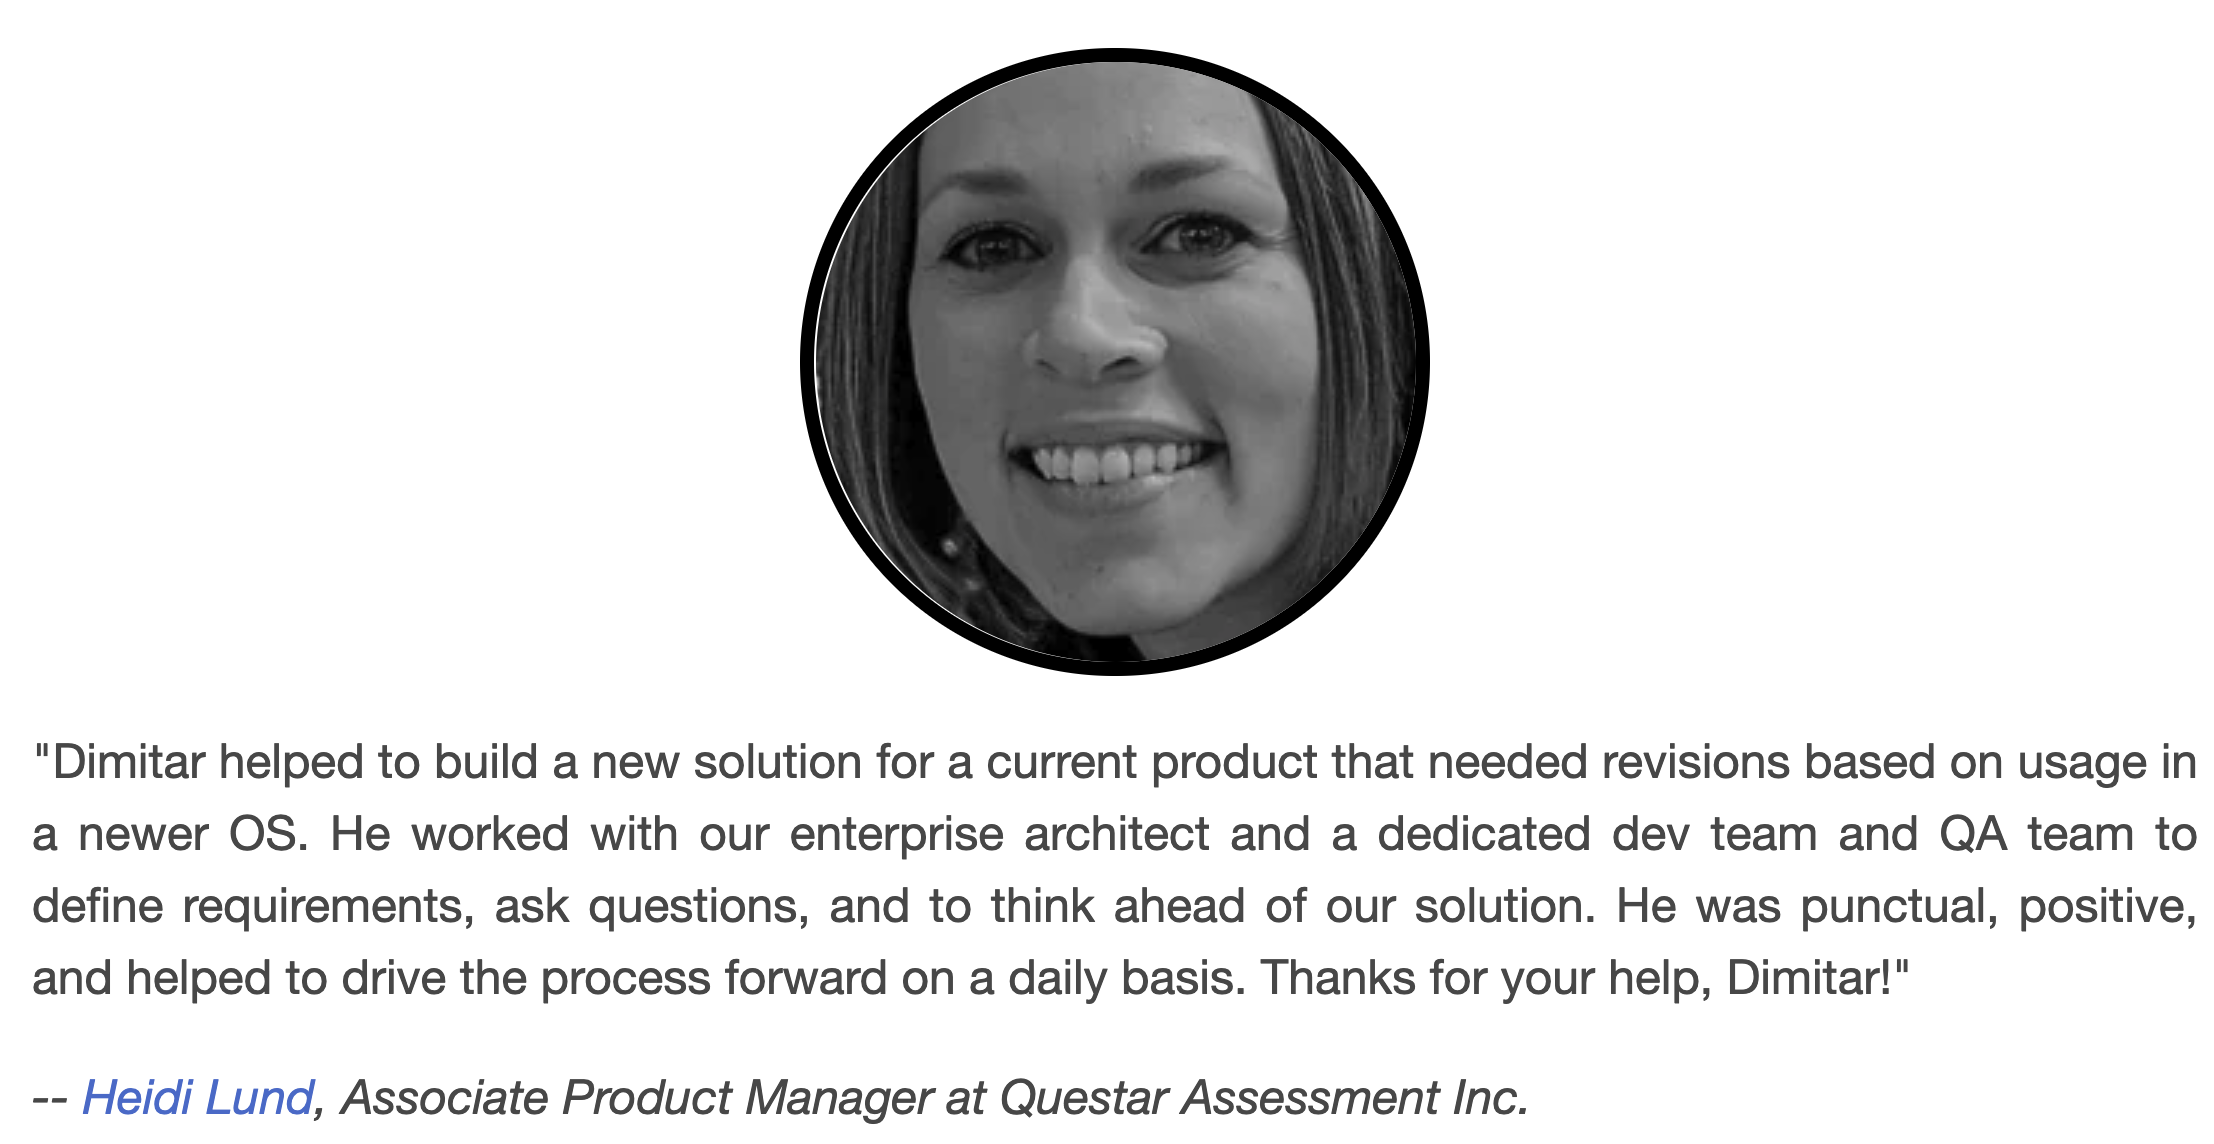 "Dimitar helped to build a new solution for a current product that needed revisions based on usage in
a newer OS. He worked with our enterprise architect and a dedicated dev team and QA team to
define requirements, ask questions, and to think ahead of our solution. He was punctual, positive,
and helped to drive the process forward on a daily basis. Thanks for your help, Dimitar!"
-- Heidi Lund, Associate Product Manager at Questar Assessment Inc.